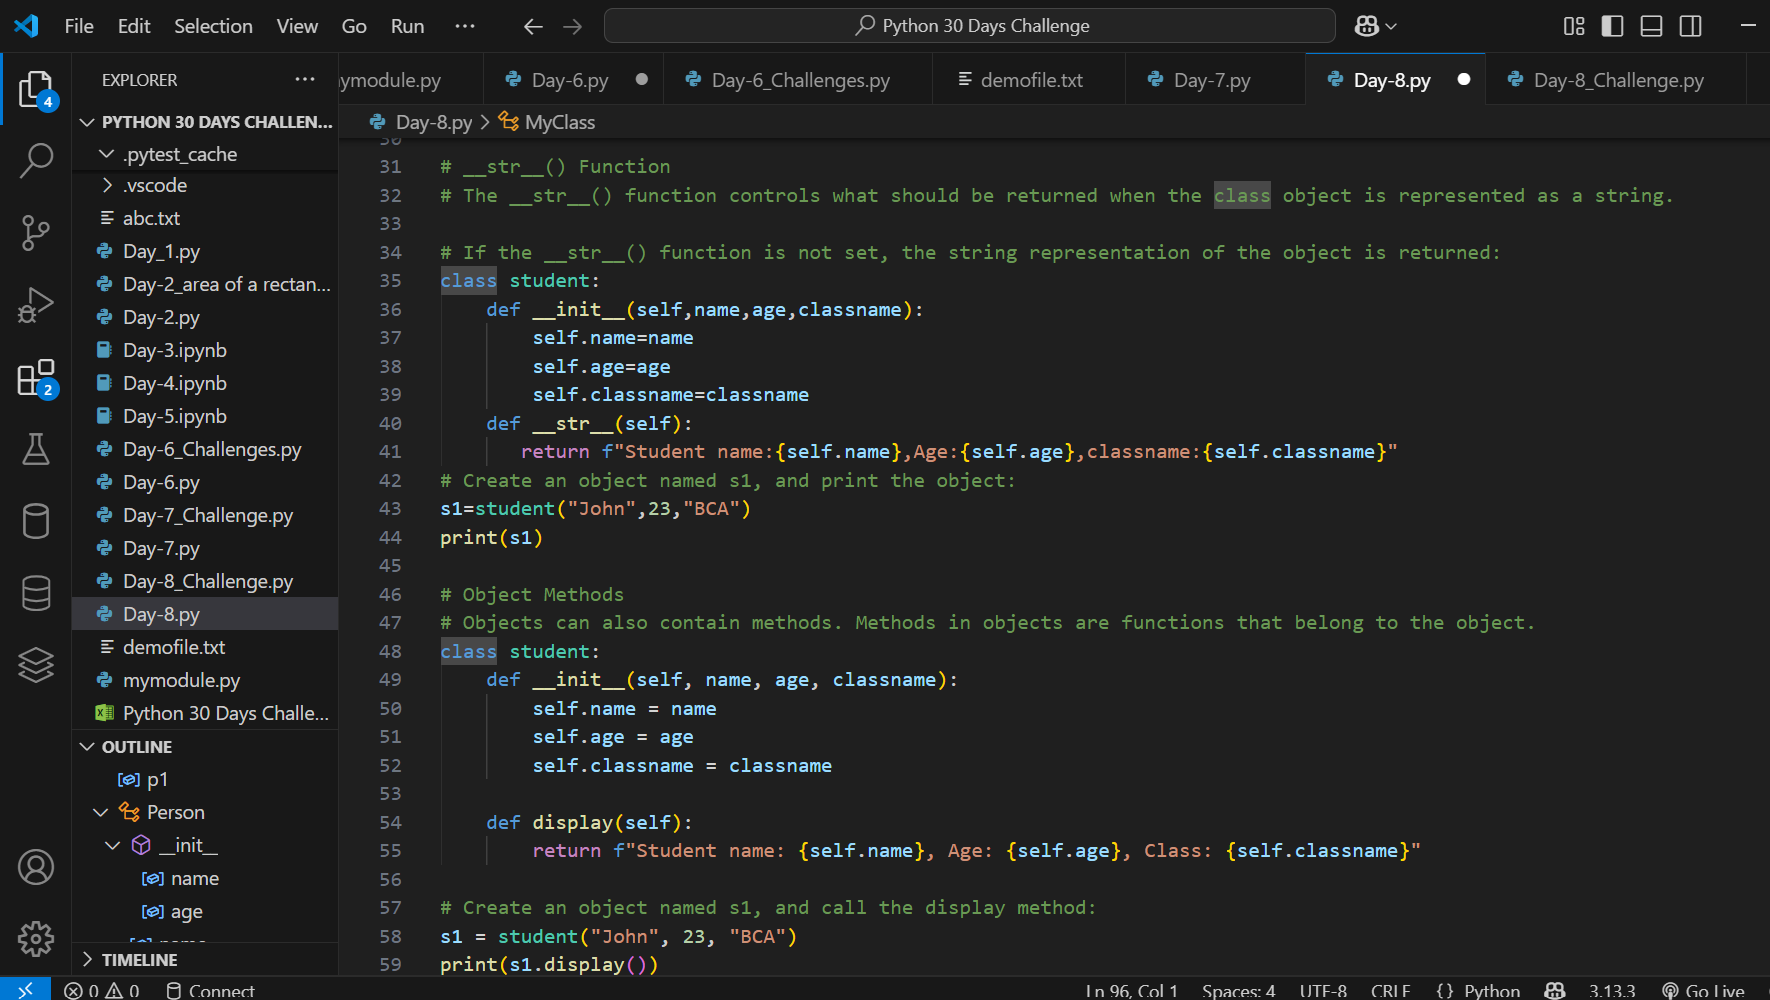 File Edit Selection View Go Run ··· Python 30 Days Challenge
EXPLORER ···
ymodule.py Day-6.py Day-6_Challenges.py demofile.txt Day-7.py Day-8.py Day-8_Challenge.py
Day-8.py > MyClass
4
2
PYTHON 30 DAYS CHALLEN...
.pytest_cache
.vscode
abc.txt
Day_1.py
Day-2_area of a rectan...
Day-2.py
Day-3.ipynb
Day-4.ipynb
Day-5.ipynb
Day-6_Challenges.py
Day-6.py
Day-7_Challenge.py
Day-7.py
Day-8_Challenge.py
Day-8.py
demofile.txt
mymodule.py
Python 30 Days Challe...
OUTLINE
p1
Person
__init__
name
age
TIMELINE
30
31 # __str__() Function
32 # The __str__() function controls what should be returned when the class object is represented as a string.
33
34 # If the __str__() function is not set, the string representation of the object is returned:
35 class student:
36     def __init__(self,name,age,classname):
37         self.name=name
38         self.age=age
39         self.classname=classname
40     def __str__(self):
41        return f"Student name:{self.name},Age:{self.age},classname:{self.classname}"
42 # Create an object named s1, and print the object:
43 s1=student("John",23,"BCA")
44 print(s1)
45
46 # Object Methods
47 # Objects can also contain methods. Methods in objects are functions that belong to the object.
48 class student:
49     def __init__(self, name, age, classname):
50         self.name = name
51         self.age = age
52         self.classname = classname
53
54     def display(self):
55         return f"Student name: {self.name}, Age: {self.age}, Class: {self.classname}"
56
57 # Create an object named s1, and call the display method:
58 s1 = student("John", 23, "BCA")
59 print(s1.display())
0 0 Connect Ln 96, Col 1 Spaces: 4 UTF-8 CRLF {} Python 3.13.3 Go Live